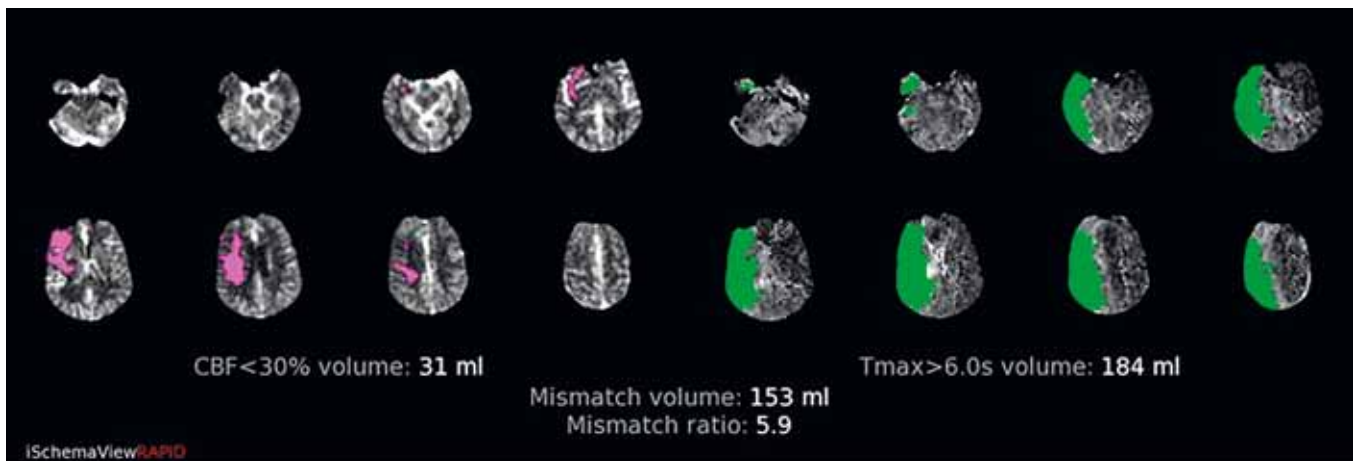 CBF<30% volume: 31 ml
Tmax>6.0s volume: 184 ml
Mismatch volume: 153 ml
Mismatch ratio: 5.9
iSchemaViewRAPID